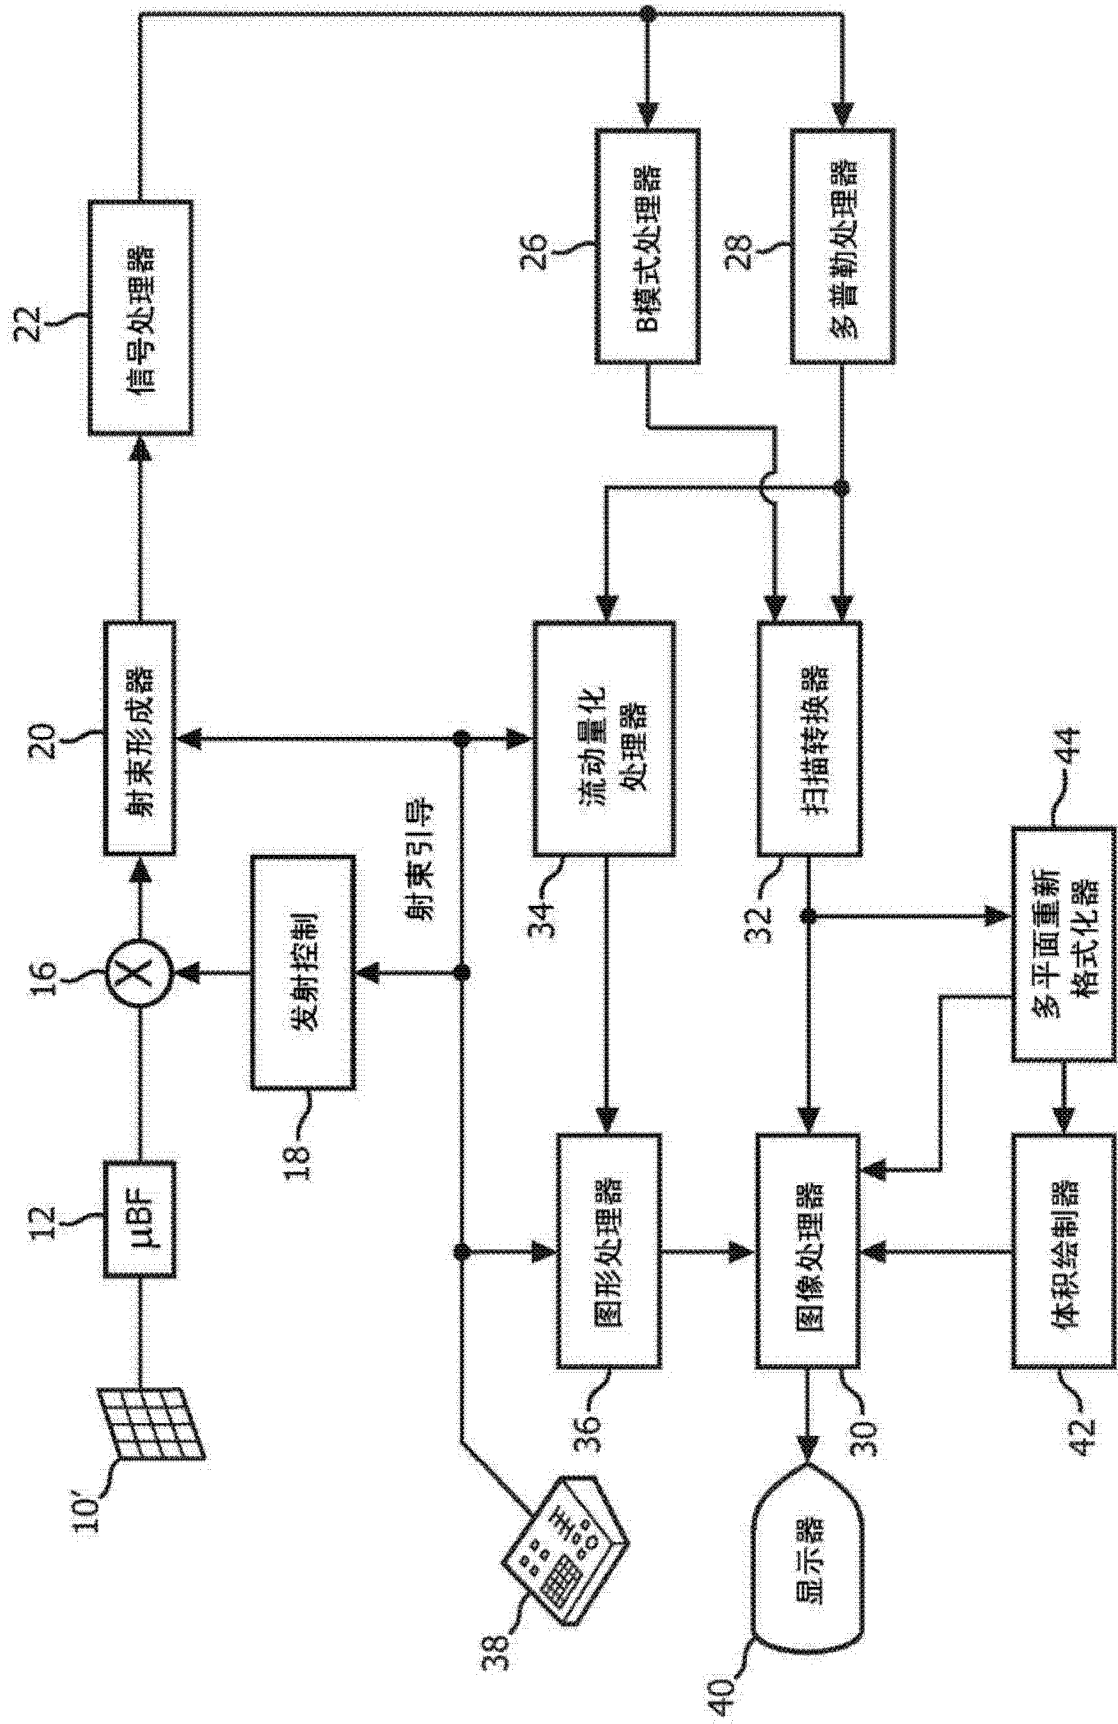 10′
12
μBF
16
X
18
发射控制
20
射束形成器
22
信号处理器
射束引导
38
34
流动量化
处理器
26
B模式处理器
36
图形处理器
32
扫描转换器
28
多普勒处理器
40
显示器
30
图像处理器
42
体积绘制器
44
多平面重新
格式化器